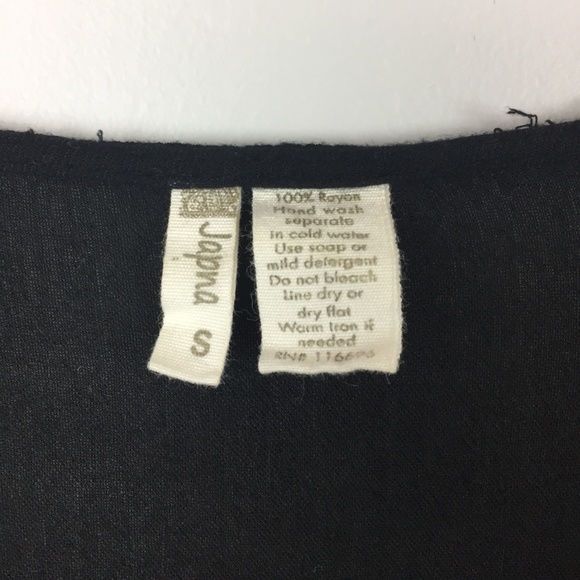 Japna S
100% Rayon
Hand wash
separate
in cold water
Use soap or
mild detergent
Do not bleach
Line dry or
dry flat
Warm Iron if
needed
RN#